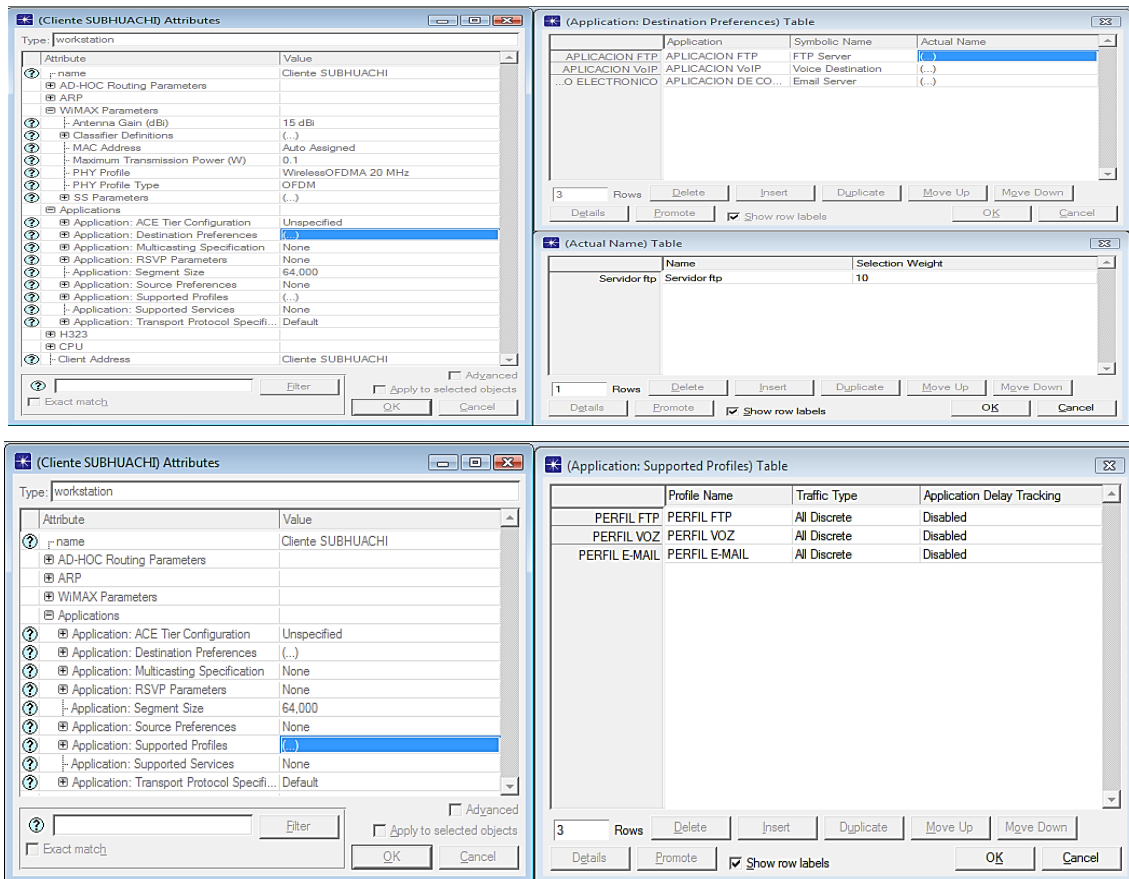 (Cliente SUBHUACHI) Attributes
Type: workstation
Attribute Value
name Cliente SUBHUACHI
AD-HOC Routing Parameters
ARP
WiMAX Parameters
Antenna Gain (dBi) 15 dBi
Classifier Definitions (...)
MAC Address Auto Assigned
Maximum Transmission Power (W) 0.1
PHY Profile WirelessOFDMA 20 MHz
PHY Profile Type OFDM
SS Parameters (...)
Applications
Application: ACE Tier Configuration Unspecified
Application: Destination Preferences (...)
Application: Multicasting Specification None
Application: RSVP Parameters None
Application: Segment Size 64,000
Application: Source Preferences None
Application: Supported Profiles (...)
Application: Supported Services None
Application: Transport Protocol Specifi... Default
H323
CPU
Client Address Cliente SUBHUACHI
Advanced
Filter
Apply to selected objects
Exact match
OK Cancel
(Application: Destination Preferences) Table
Application Symbolic Name Actual Name
APLICACION FTP APLICACION FTP FTP Server (...)
APLICACION VoIP APLICACION VoIP Voice Destination (...)
...O ELECTRONICO APLICACION DE CO... Email Server (...)
3 Rows Delete Insert Duplicate Move Up Move Down
Details Promote Show row labels OK Cancel
(Actual Name) Table
Name Selection Weight
Servidor ftp Servidor ftp 10
1 Rows Delete Insert Duplicate Move Up Move Down
Details Promote Show row labels OK Cancel
(Cliente SUBHUACHI) Attributes
Type: workstation
Attribute Value
name Cliente SUBHUACHI
AD-HOC Routing Parameters
ARP
WiMAX Parameters
Applications
Application: ACE Tier Configuration Unspecified
Application: Destination Preferences (...)
Application: Multicasting Specification None
Application: RSVP Parameters None
Application: Segment Size 64,000
Application: Source Preferences None
Application: Supported Profiles (...)
Application: Supported Services None
Application: Transport Protocol Specifi... Default
Advanced
Filter
Apply to selected objects
Exact match
OK Cancel
(Application: Supported Profiles) Table
Profile Name Traffic Type Application Delay Tracking
PERFIL FTP PERFIL FTP All Discrete Disabled
PERFIL VOZ PERFIL VOZ All Discrete Disabled
PERFIL E-MAIL PERFIL E-MAIL All Discrete Disabled
3 Rows Delete Insert Duplicate Move Up Move Down
Details Promote Show row labels OK Cancel